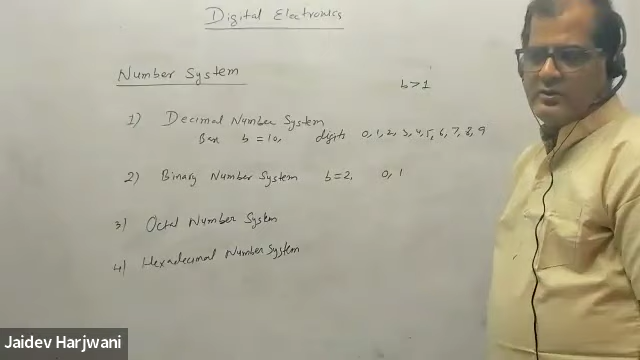 Digital Electronics
Number System
b>1
1) Decimal Number System
Base b = 10, digits 0, 1, 2, 3, 4, 5, 6, 7, 8, 9
2) Binary Number System b=2, 0, 1
3) Octal Number System
4) Hexadecimal Number System
Jaidev Harjwani